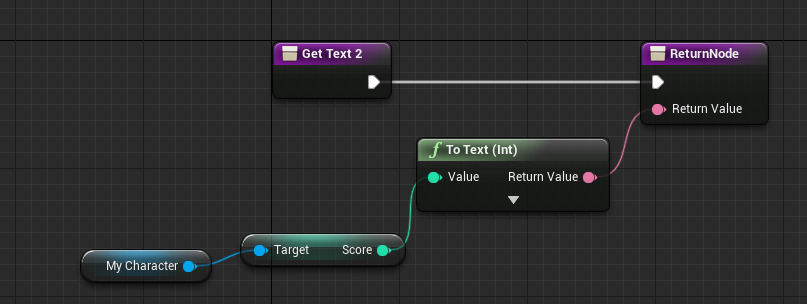 Get Text 2
ReturnNode
Return Value
f To Text (Int)
Value Return Value
Target Score
My Character